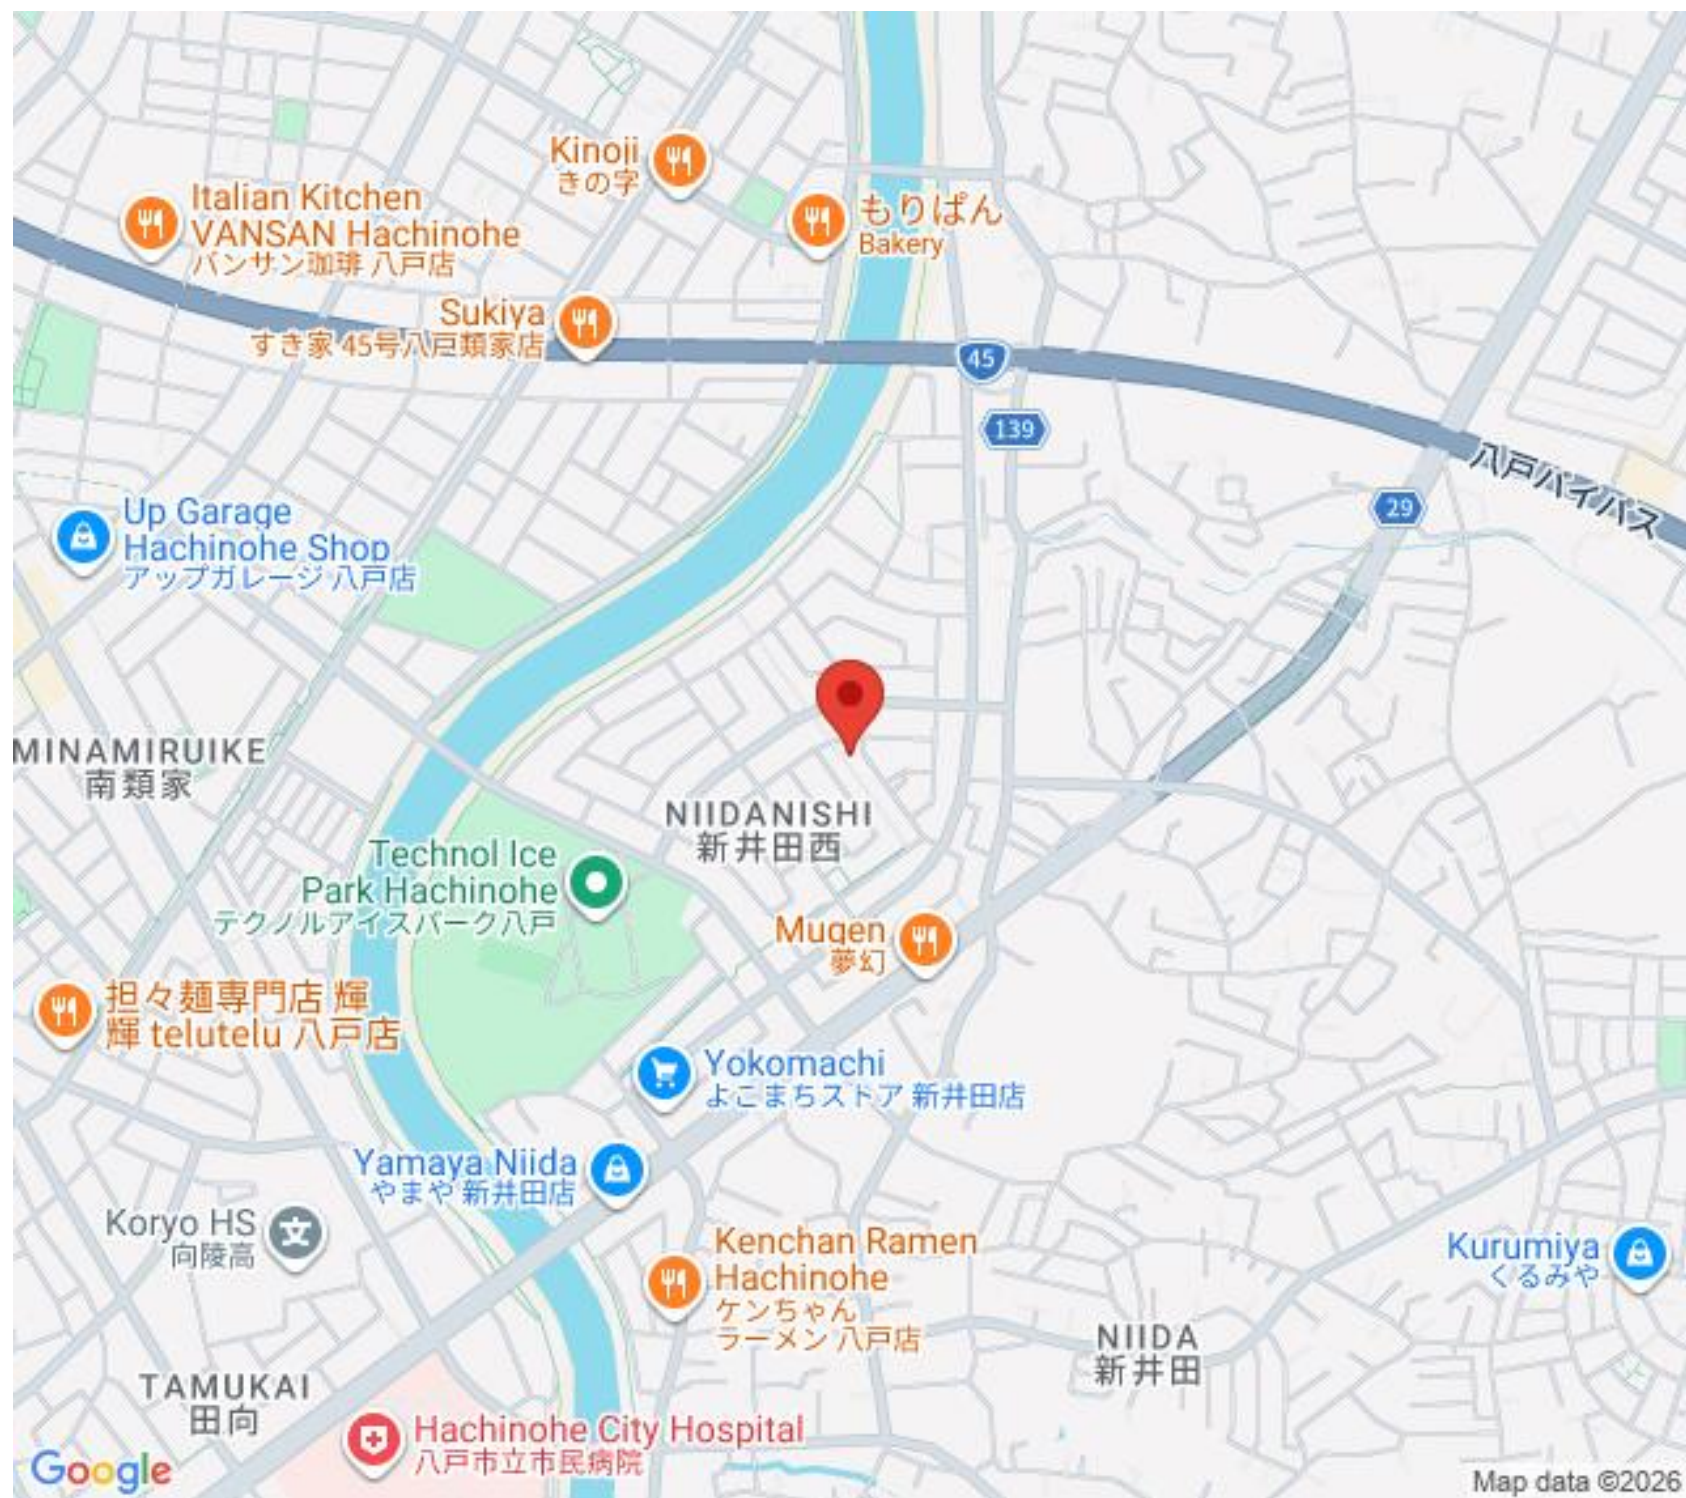 Kinoji
きの字
Italian Kitchen
VANSAN Hachinohe
バンサン珈琲 八戸店
もりぱん
Bakery
Sukiya
すき家 45号八戸類家店
45
139
八戸バイパス
29
Up Garage
Hachinohe Shop
アップガレージ 八戸店
MINAMIRUIKE
南類家
NIIDANISHI
新井田西
Technol Ice
Park Hachinohe
テクノルアイスパーク八戸
Mugen
夢幻
担々麺専門店 輝
輝 telutelu 八戸店
Yokomachi
よこまちストア 新井田店
Yamaya Niida
やまや 新井田店
Koryo HS
向陵高
文
Kenchan Ramen
Hachinohe
ケンちゃん
ラーメン 八戸店
Kurumiya
くるみや
NIIDA
新井田
TAMUKAI
田向
Hachinohe City Hospital
八戸市立市民病院
Google
Map data ©2026